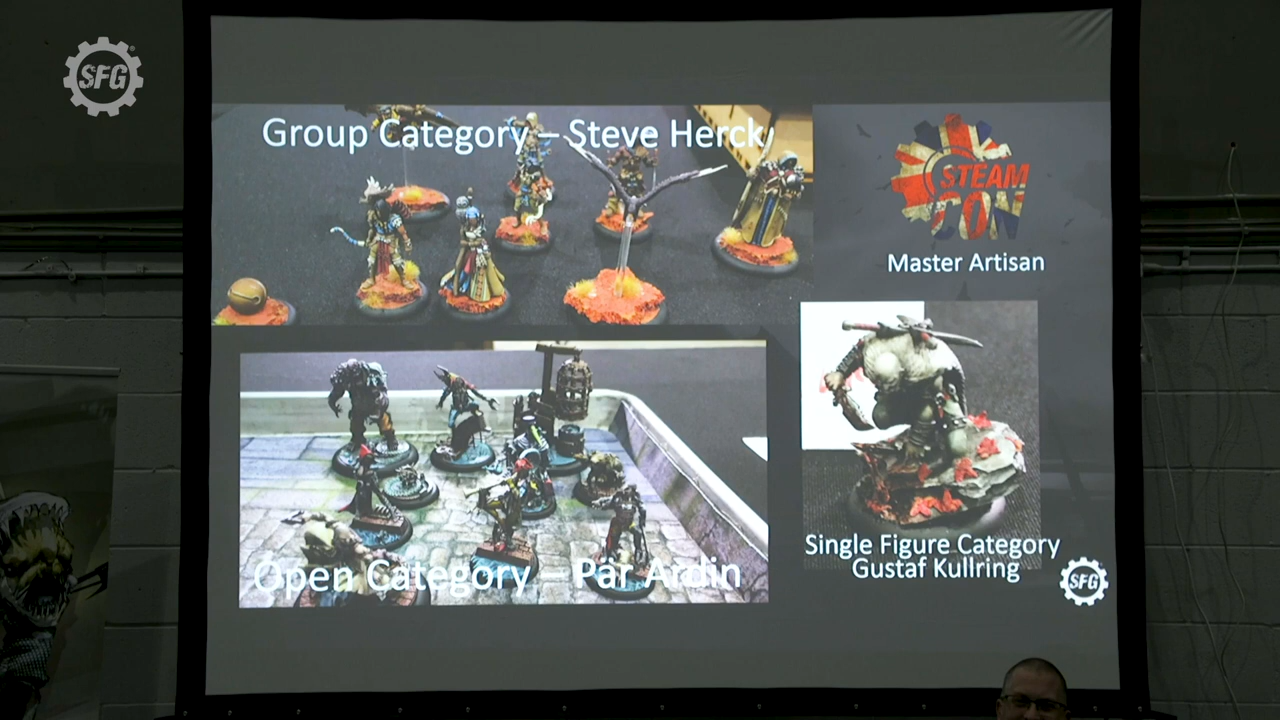 SFG
Group Category – Steve Herck
STEAM
CON
Master Artisan
Open Category – Pär Ardin
Single Figure Category
Gustaf Kullring
SFG